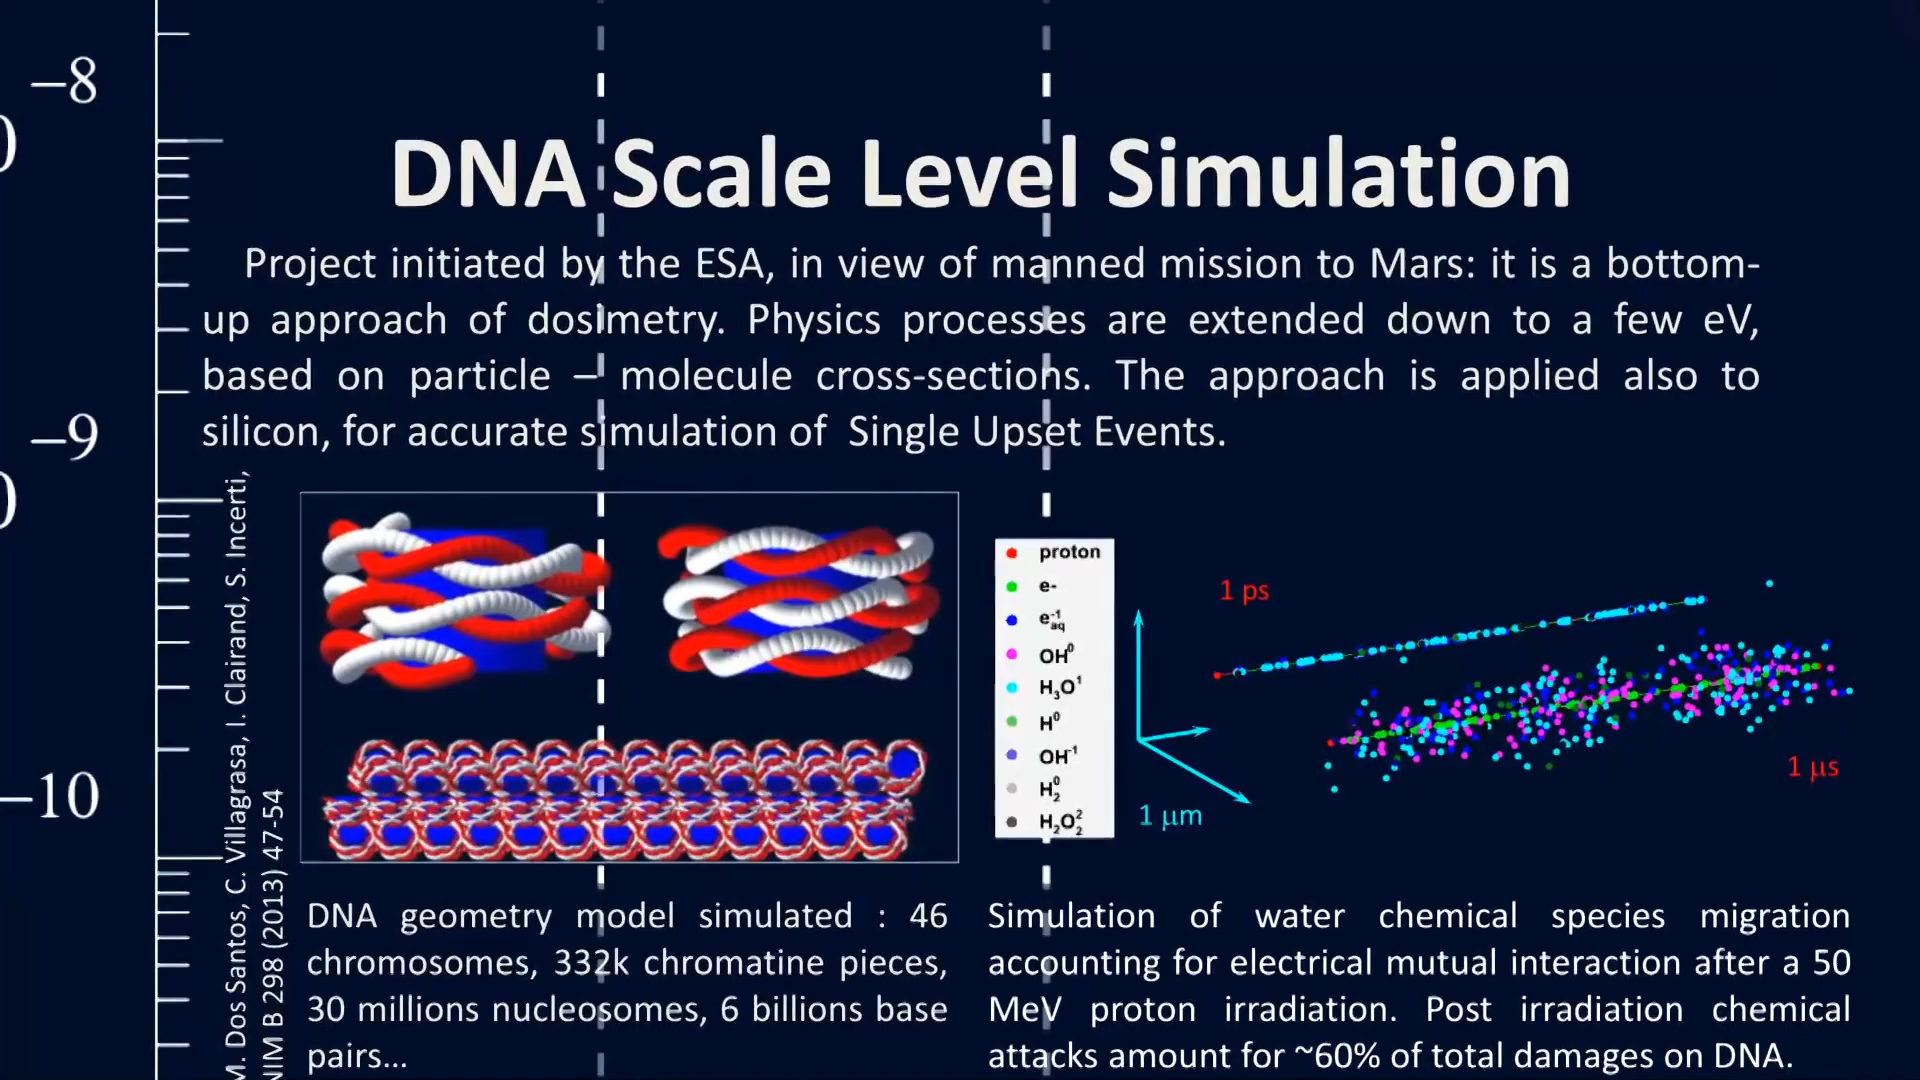 –8
0
DNA Scale Level Simulation
Project initiated by the ESA, in view of manned mission to Mars: it is a bottom-
up approach of dosimetry. Physics processes are extended down to a few eV,
based on particle – molecule cross-sections. The approach is applied also to
silicon, for accurate simulation of Single Upset Events.
–9
0
–10
M. Dos Santos, C. Villagrasa, I. Clairand, S. Incerti,
NIM B 298 (2013) 47-54
proton
e-
e⁻¹aq
OH⁰
H₃O¹
H⁰
OH⁻¹
H₂⁰
H₂O₂²
1 ps
1 µs
1 µm
DNA geometry model simulated : 46
chromosomes, 332k chromatine pieces,
30 millions nucleosomes, 6 billions base
pairs...
Simulation of water chemical species migration
accounting for electrical mutual interaction after a 50
MeV proton irradiation. Post irradiation chemical
attacks amount for ~60% of total damages on DNA.